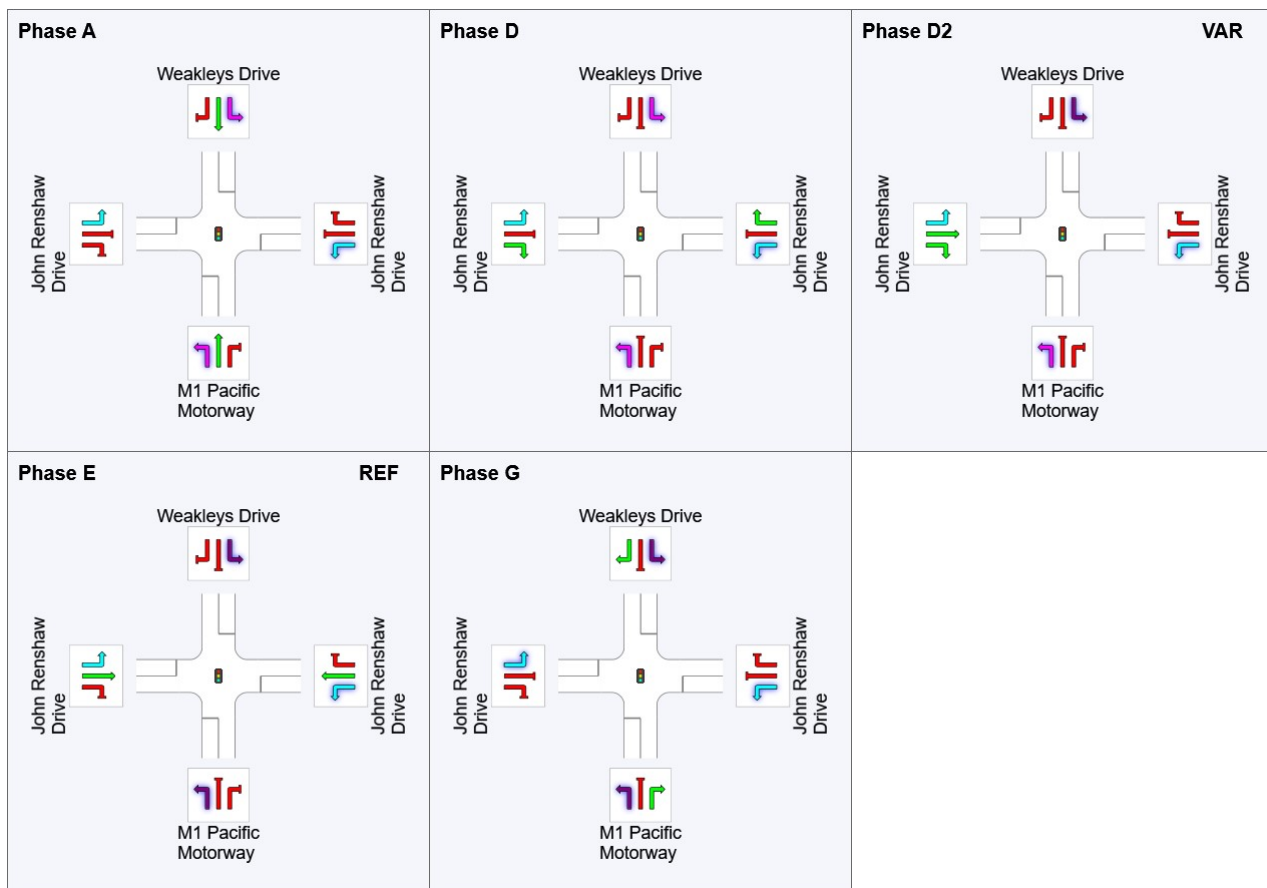 Phase A
Weakleys Drive
John Renshaw
Drive
John Renshaw
Drive
M1 Pacific
Motorway
Phase D
Weakleys Drive
John Renshaw
Drive
John Renshaw
Drive
M1 Pacific
Motorway
Phase D2 VAR
Weakleys Drive
John Renshaw
Drive
John Renshaw
Drive
M1 Pacific
Motorway
Phase E REF
Weakleys Drive
John Renshaw
Drive
John Renshaw
Drive
M1 Pacific
Motorway
Phase G
Weakleys Drive
John Renshaw
Drive
John Renshaw
Drive
M1 Pacific
Motorway